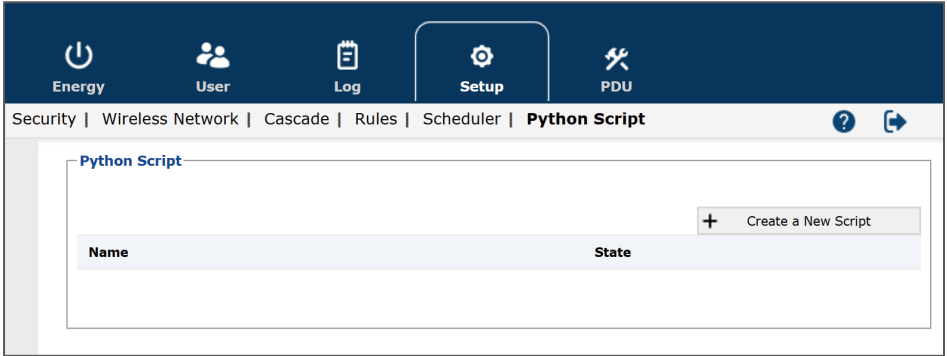 Energy User Log Setup PDU
Security | Wireless Network | Cascade | Rules | Scheduler | Python Script
Python Script
Create a New Script
Name State